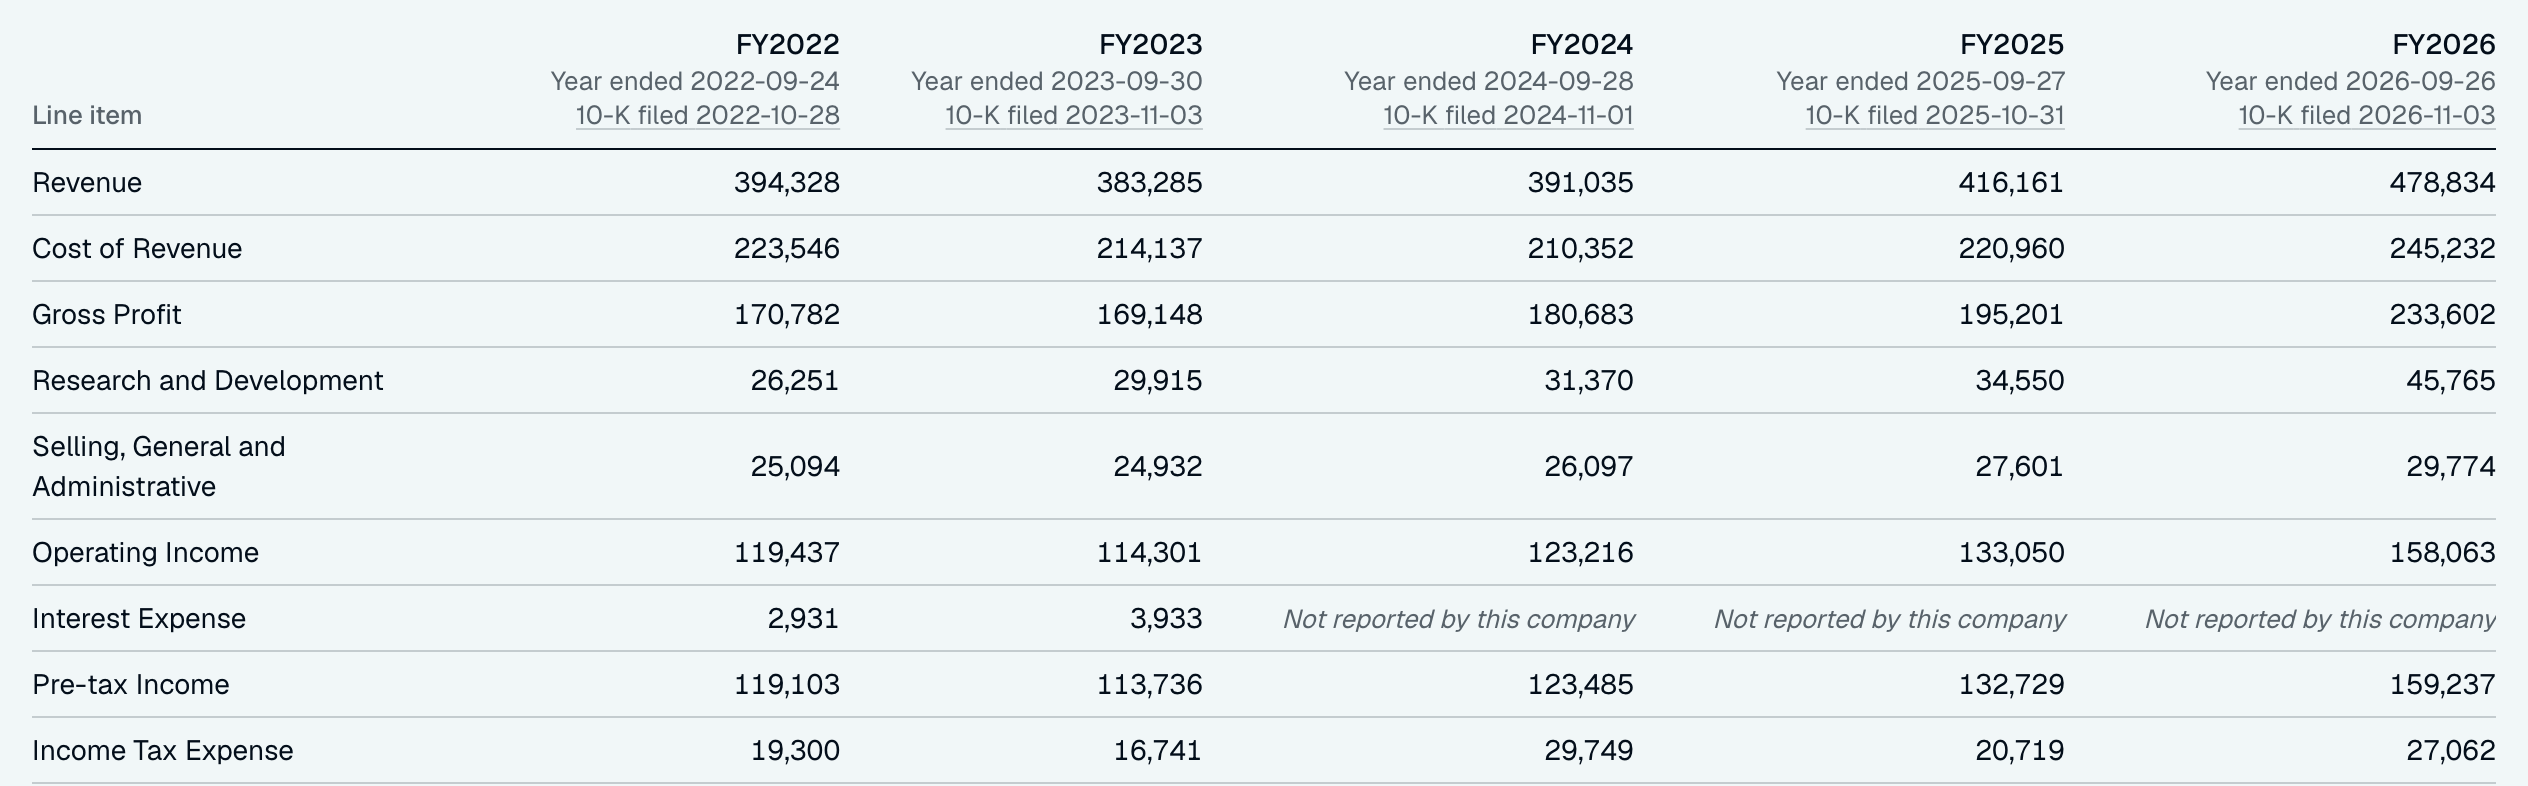 FY2022 FY2023 FY2024 FY2025 FY2026
Year ended 2022-09-24 Year ended 2023-09-30 Year ended 2024-09-28 Year ended 2025-09-27 Year ended 2026-09-26
Line item 10-K filed 2022-10-28 10-K filed 2023-11-03 10-K filed 2024-11-01 10-K filed 2025-10-31 10-K filed 2026-11-03
Revenue 394,328 383,285 391,035 416,161 478,834
Cost of Revenue 223,546 214,137 210,352 220,960 245,232
Gross Profit 170,782 169,148 180,683 195,201 233,602
Research and Development 26,251 29,915 31,370 34,550 45,765
Selling, General and
Administrative 25,094 24,932 26,097 27,601 29,774
Operating Income 119,437 114,301 123,216 133,050 158,063
Interest Expense 2,931 3,933 Not reported by this company Not reported by this company Not reported by this company
Pre-tax Income 119,103 113,736 123,485 132,729 159,237
Income Tax Expense 19,300 16,741 29,749 20,719 27,062